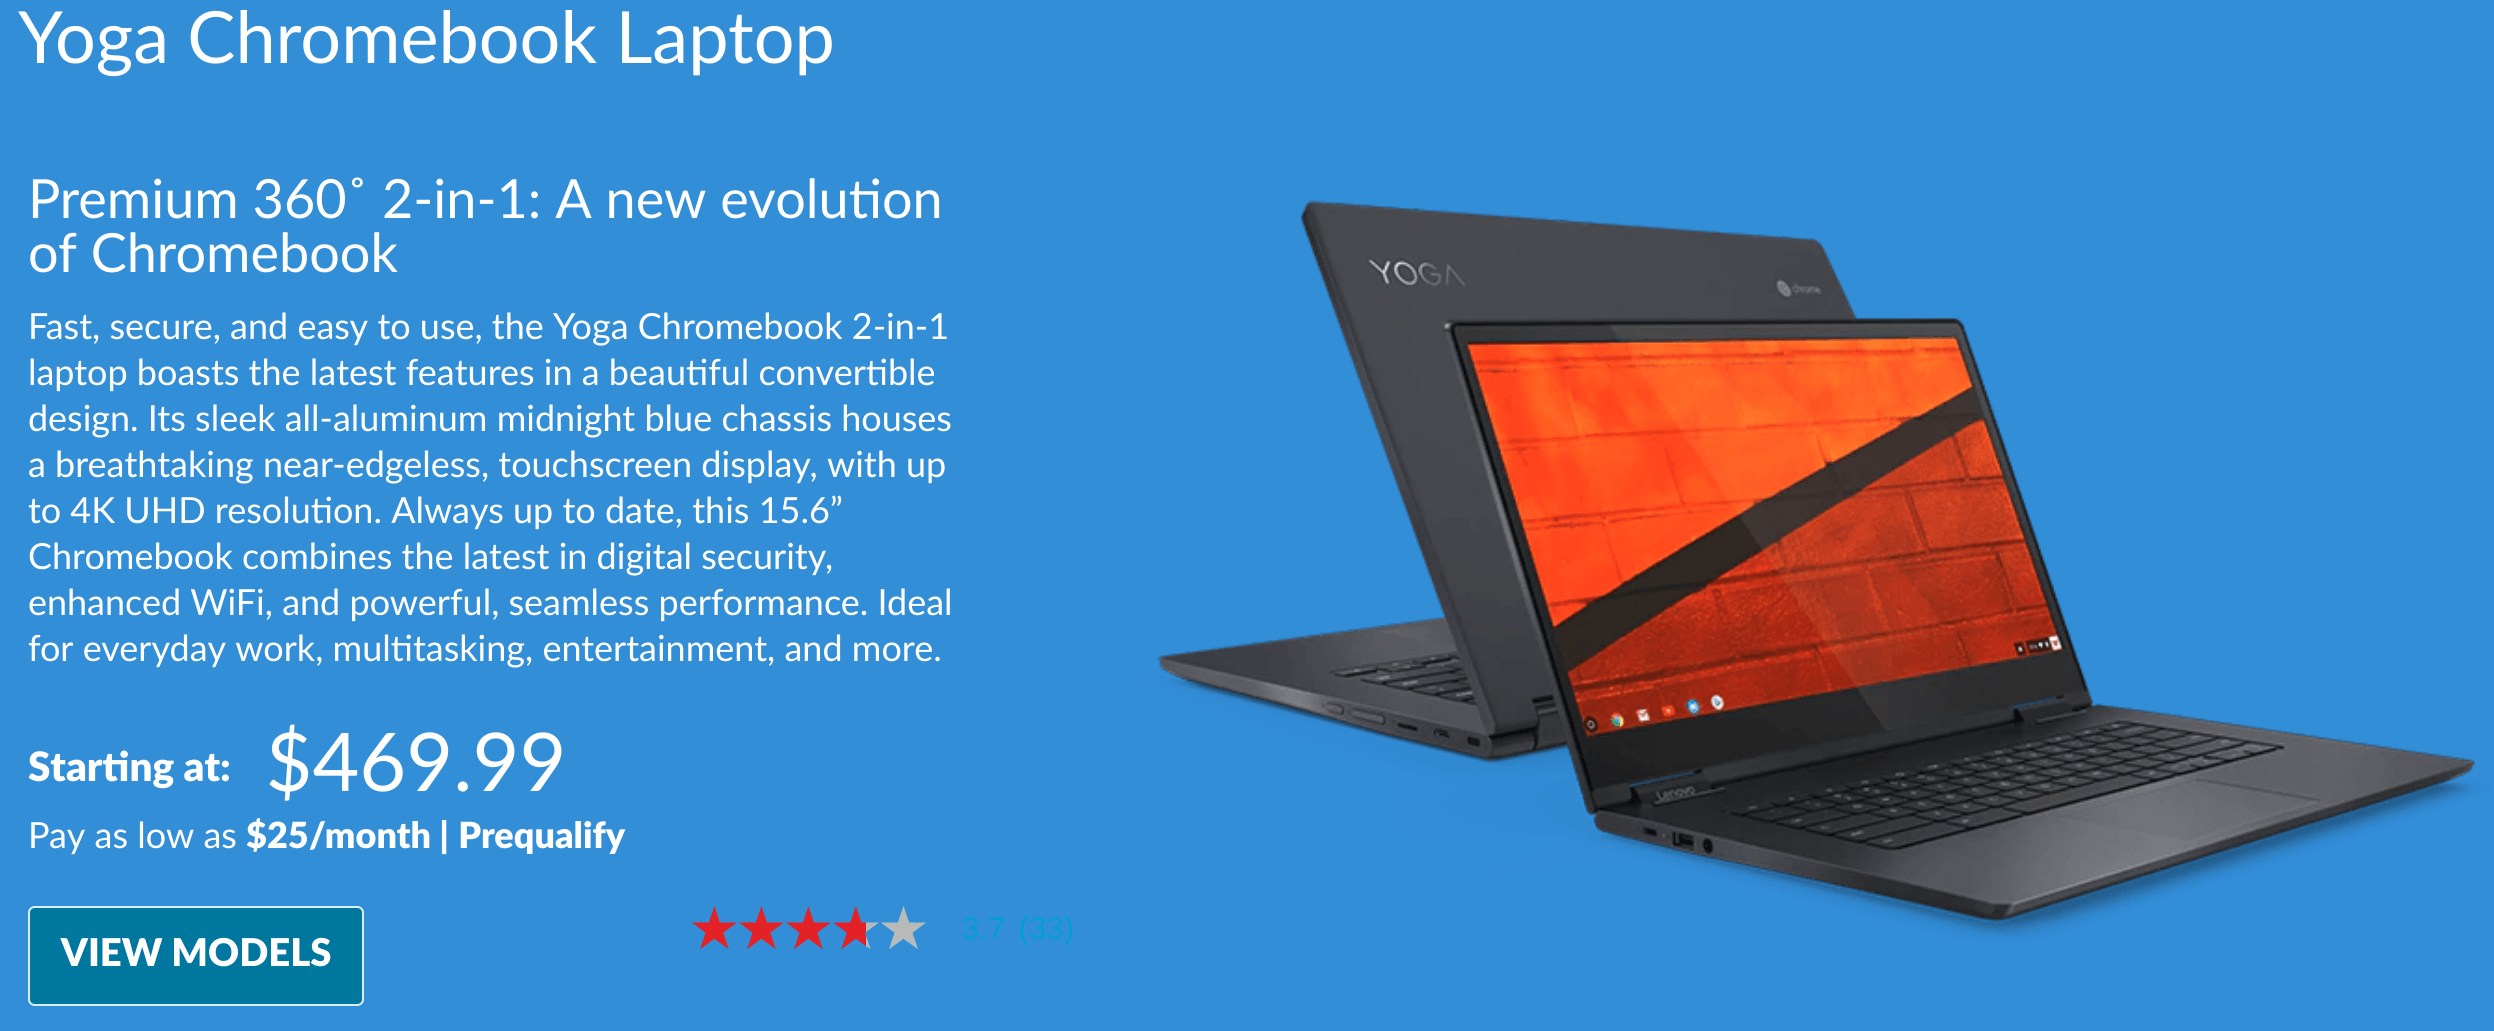 Yoga Chromebook Laptop
Premium 360˚ 2-in-1: A new evolution
of Chromebook
Fast, secure, and easy to use, the Yoga Chromebook 2-in-1
laptop boasts the latest features in a beautiful convertible
design. Its sleek all-aluminum midnight blue chassis houses
a breathtaking near-edgeless, touchscreen display, with up
to 4K UHD resolution. Always up to date, this 15.6”
Chromebook combines the latest in digital security,
enhanced WiFi, and powerful, seamless performance. Ideal
for everyday work, multitasking, entertainment, and more.
Starting at: $469.99
Pay as low as $25/month | Prequalify
VIEW MODELS
3.7 (33)
YOGA
chrome
Lenovo